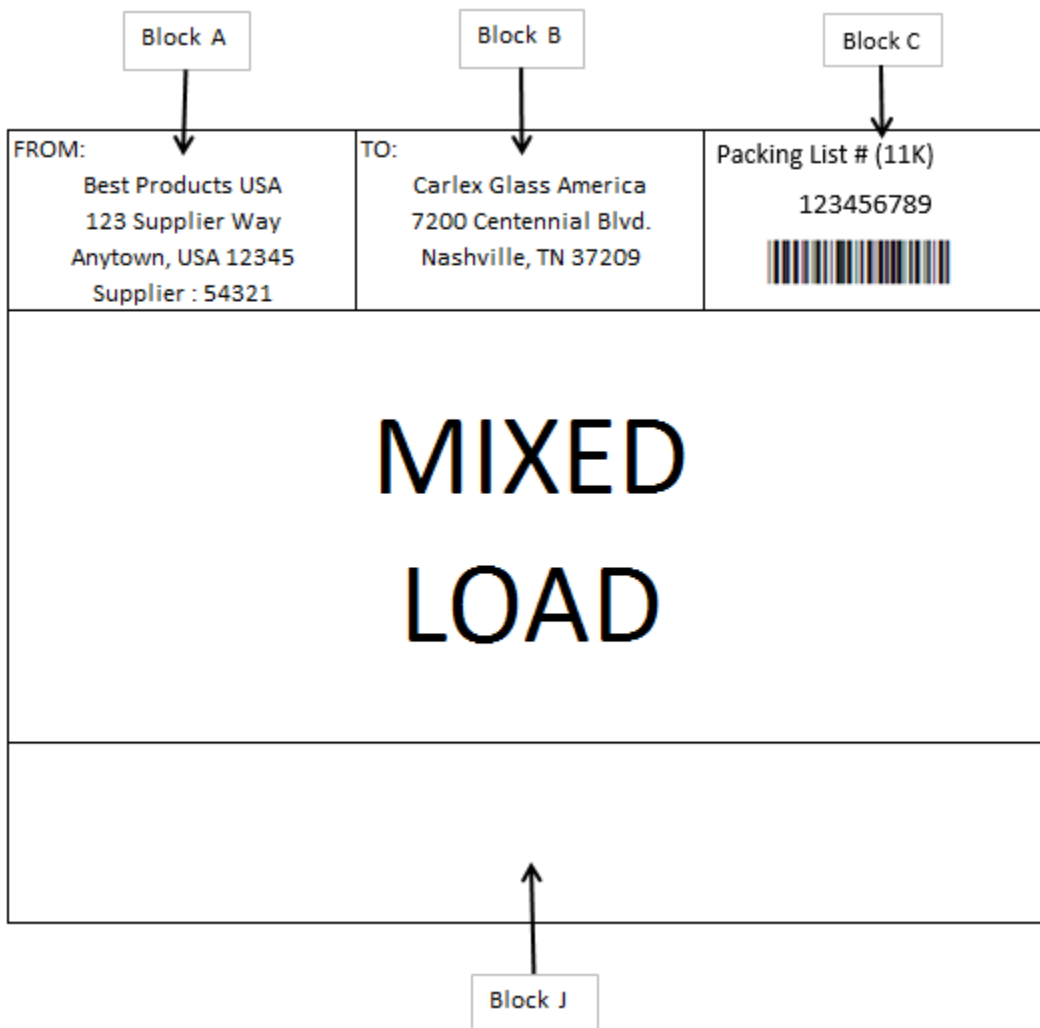 Block A
Block B
Block C
FROM:
Best Products USA
123 Supplier Way
Anytown, USA 12345
Supplier : 54321
TO:
Carlex Glass America
7200 Centennial Blvd.
Nashville, TN 37209
Packing List # (11K)
123456789
MIXED
LOAD
Block J